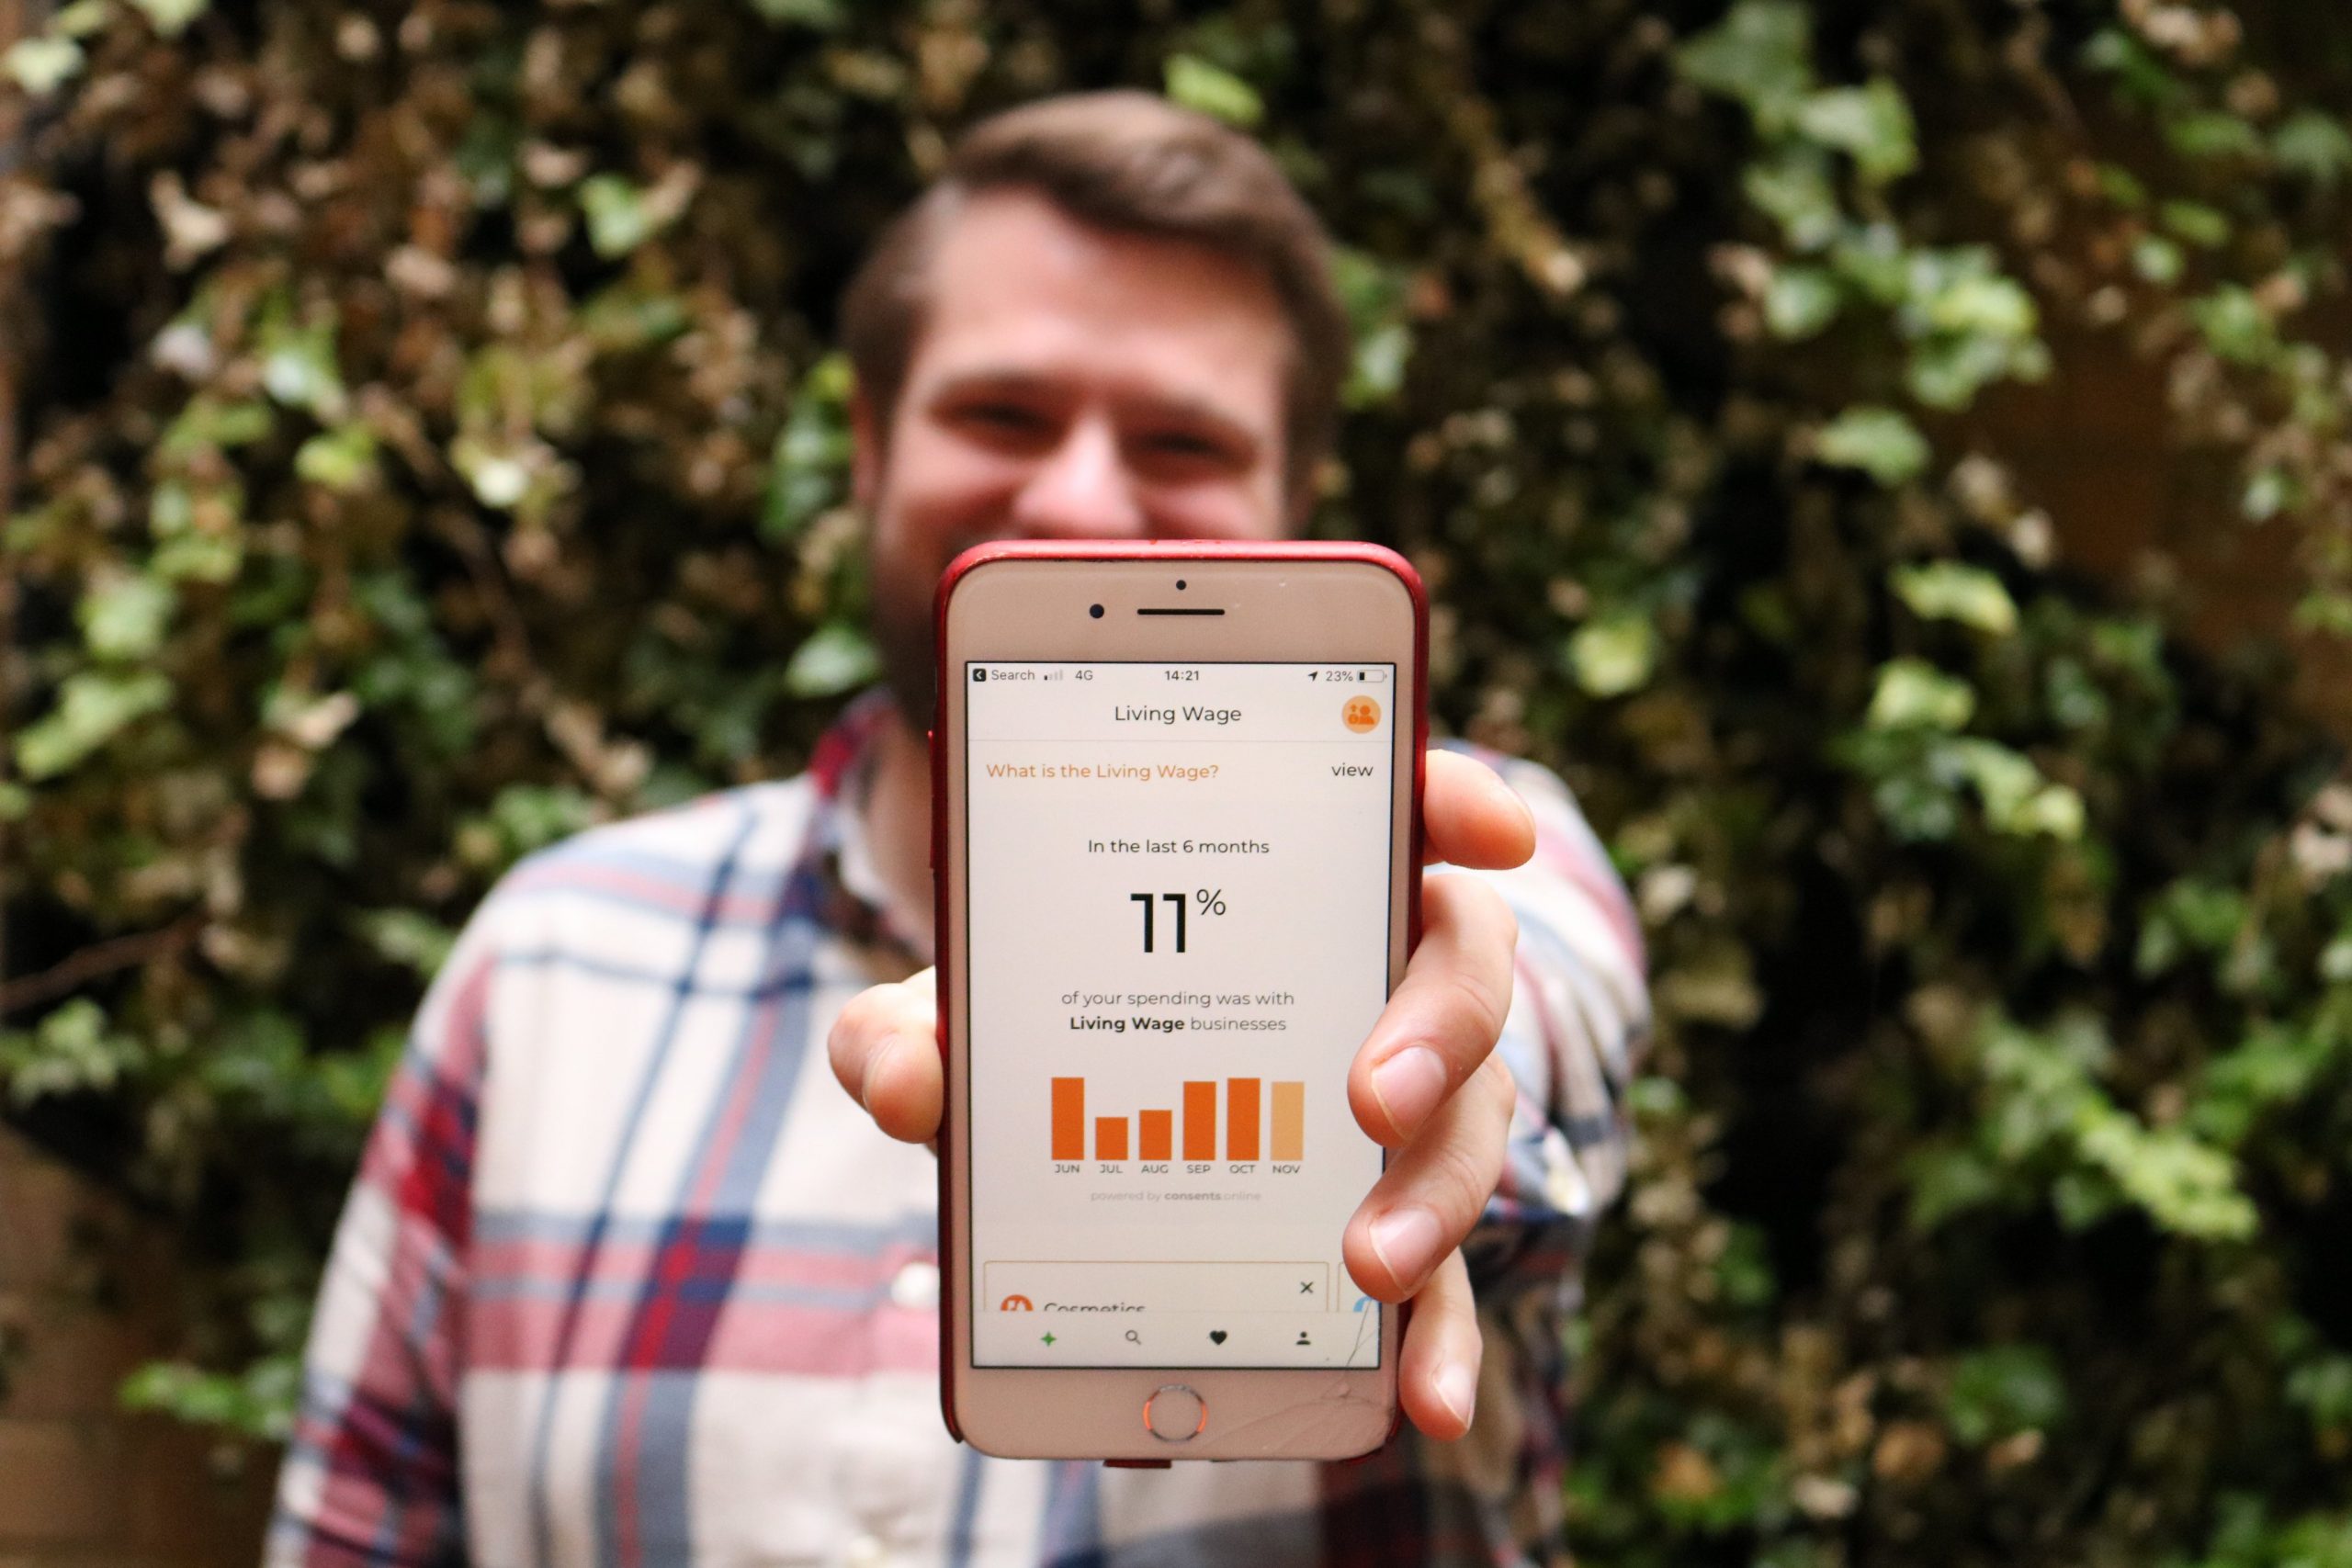 Search 4G 14:21 23%
Living Wage
What is the Living Wage? view
In the last 6 months
11%
of your spending was with
Living Wage businesses
JUN JUL AUG SEP OCT NOV
powered by consents.online
Cosmetics